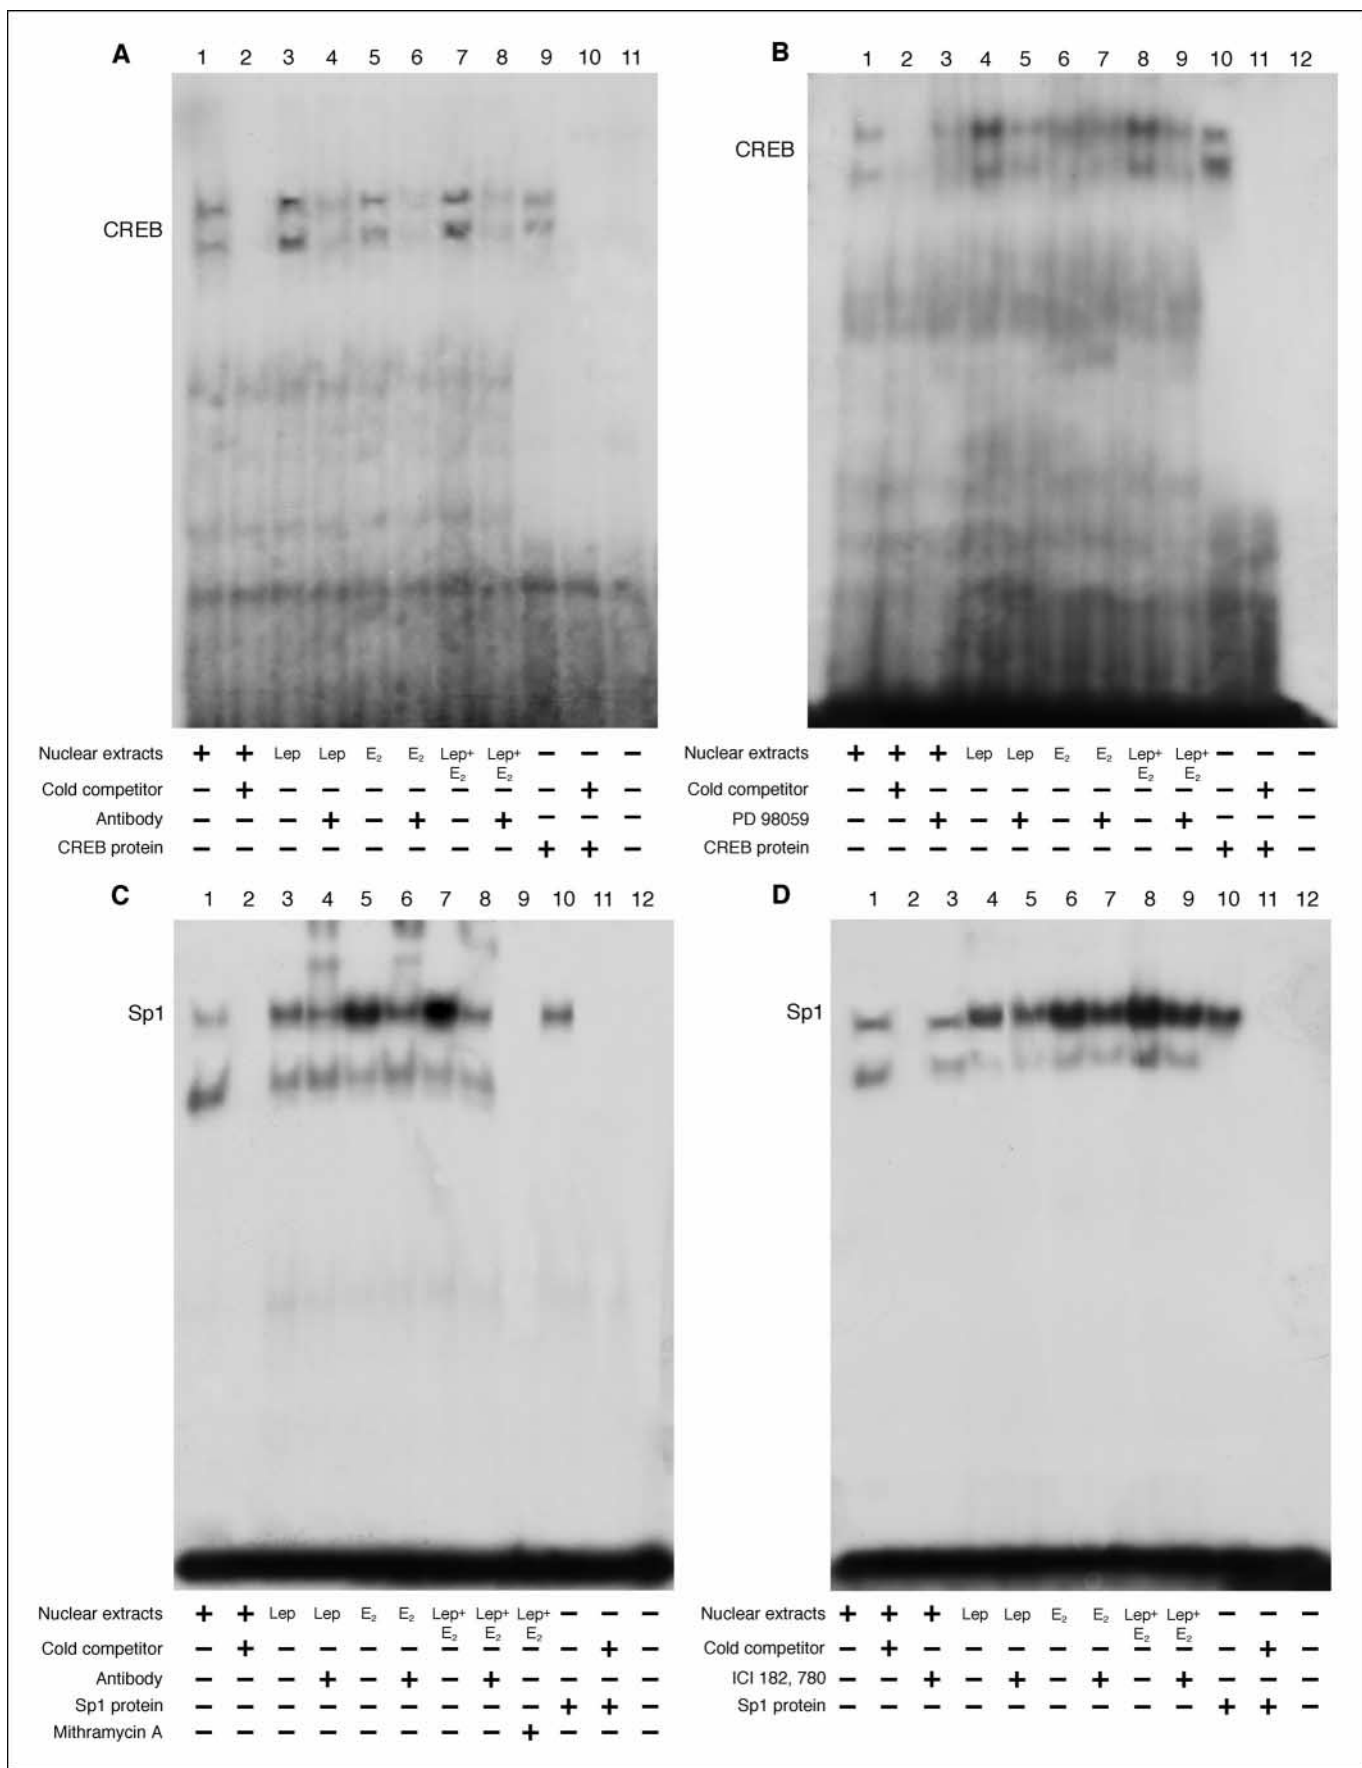 A 1 2 3 4 5 6 7 8 9 10 11
CREB
Nuclear extracts + + Lep Lep E₂ E₂ Lep+ E₂ Lep+ E₂ − − −
Cold competitor − + − − − − − − − + −
Antibody − − − + − + − + − − −
CREB protein − − − − − − − − + + −
B 1 2 3 4 5 6 7 8 9 10 11 12
CREB
Nuclear extracts + + + Lep Lep E₂ E₂ Lep+ E₂ Lep+ E₂ − − −
Cold competitor − + − − − − − − − − + −
PD 98059 − − + − + − + − + − − −
CREB protein − − − − − − − − − + + −
C 1 2 3 4 5 6 7 8 9 10 11 12
Sp1
Nuclear extracts + + Lep Lep E₂ E₂ Lep+ E₂ Lep+ E₂ Lep+ E₂ − − −
Cold competitor − + − − − − − − − − + −
Antibody − − − + − + − + − − − −
Sp1 protein − − − − − − − − − + + −
Mithramycin A − − − − − − − − + − − −
D 1 2 3 4 5 6 7 8 9 10 11 12
Sp1
Nuclear extracts + + + Lep Lep E₂ E₂ Lep+ E₂ Lep+ E₂ − − −
Cold competitor − + − − − − − − − − + −
ICI 182, 780 − − + − + − + − + − − −
Sp1 protein − − − − − − − − − + + −